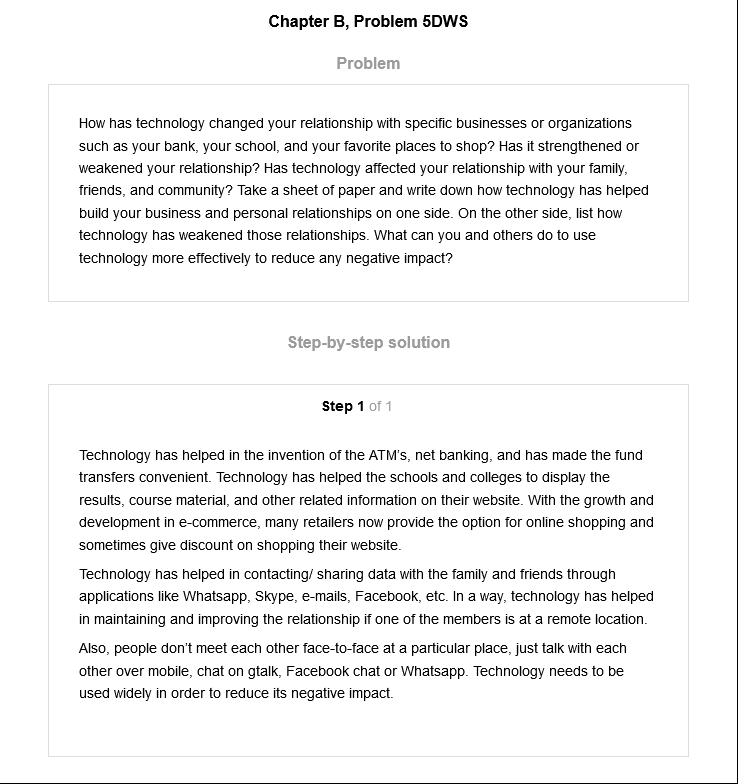 Chapter B, Problem 5DWS
Problem
How has technology changed your relationship with specific businesses or organizations
such as your bank, your school, and your favorite places to shop? Has it strengthened or
weakened your relationship? Has technology affected your relationship with your family,
friends, and community? Take a sheet of paper and write down how technology has helped
build your business and personal relationships on one side. On the other side, list how
technology has weakened those relationships. What can you and others do to use
technology more effectively to reduce any negative impact?
Step-by-step solution
Step 1 of 1
Technology has helped in the invention of the ATM's, net banking, and has made the fund
transfers convenient. Technology has helped the schools and colleges to display the
results, course material, and other related information on their website. With the growth and
development in e-commerce, many retailers now provide the option for online shopping and
sometimes give discount on shopping their website.
Technology has helped in contacting/ sharing data with the family and friends through
applications like Whatsapp, Skype, e-mails, Facebook, etc. In a way, technology has helped
in maintaining and improving the relationship if one of the members is at a remote location.
Also, people don't meet each other face-to-face at a particular place, just talk with each
other over mobile, chat on gtalk, Facebook chat or Whatsapp. Technology needs to be
used widely in order to reduce its negative impact.